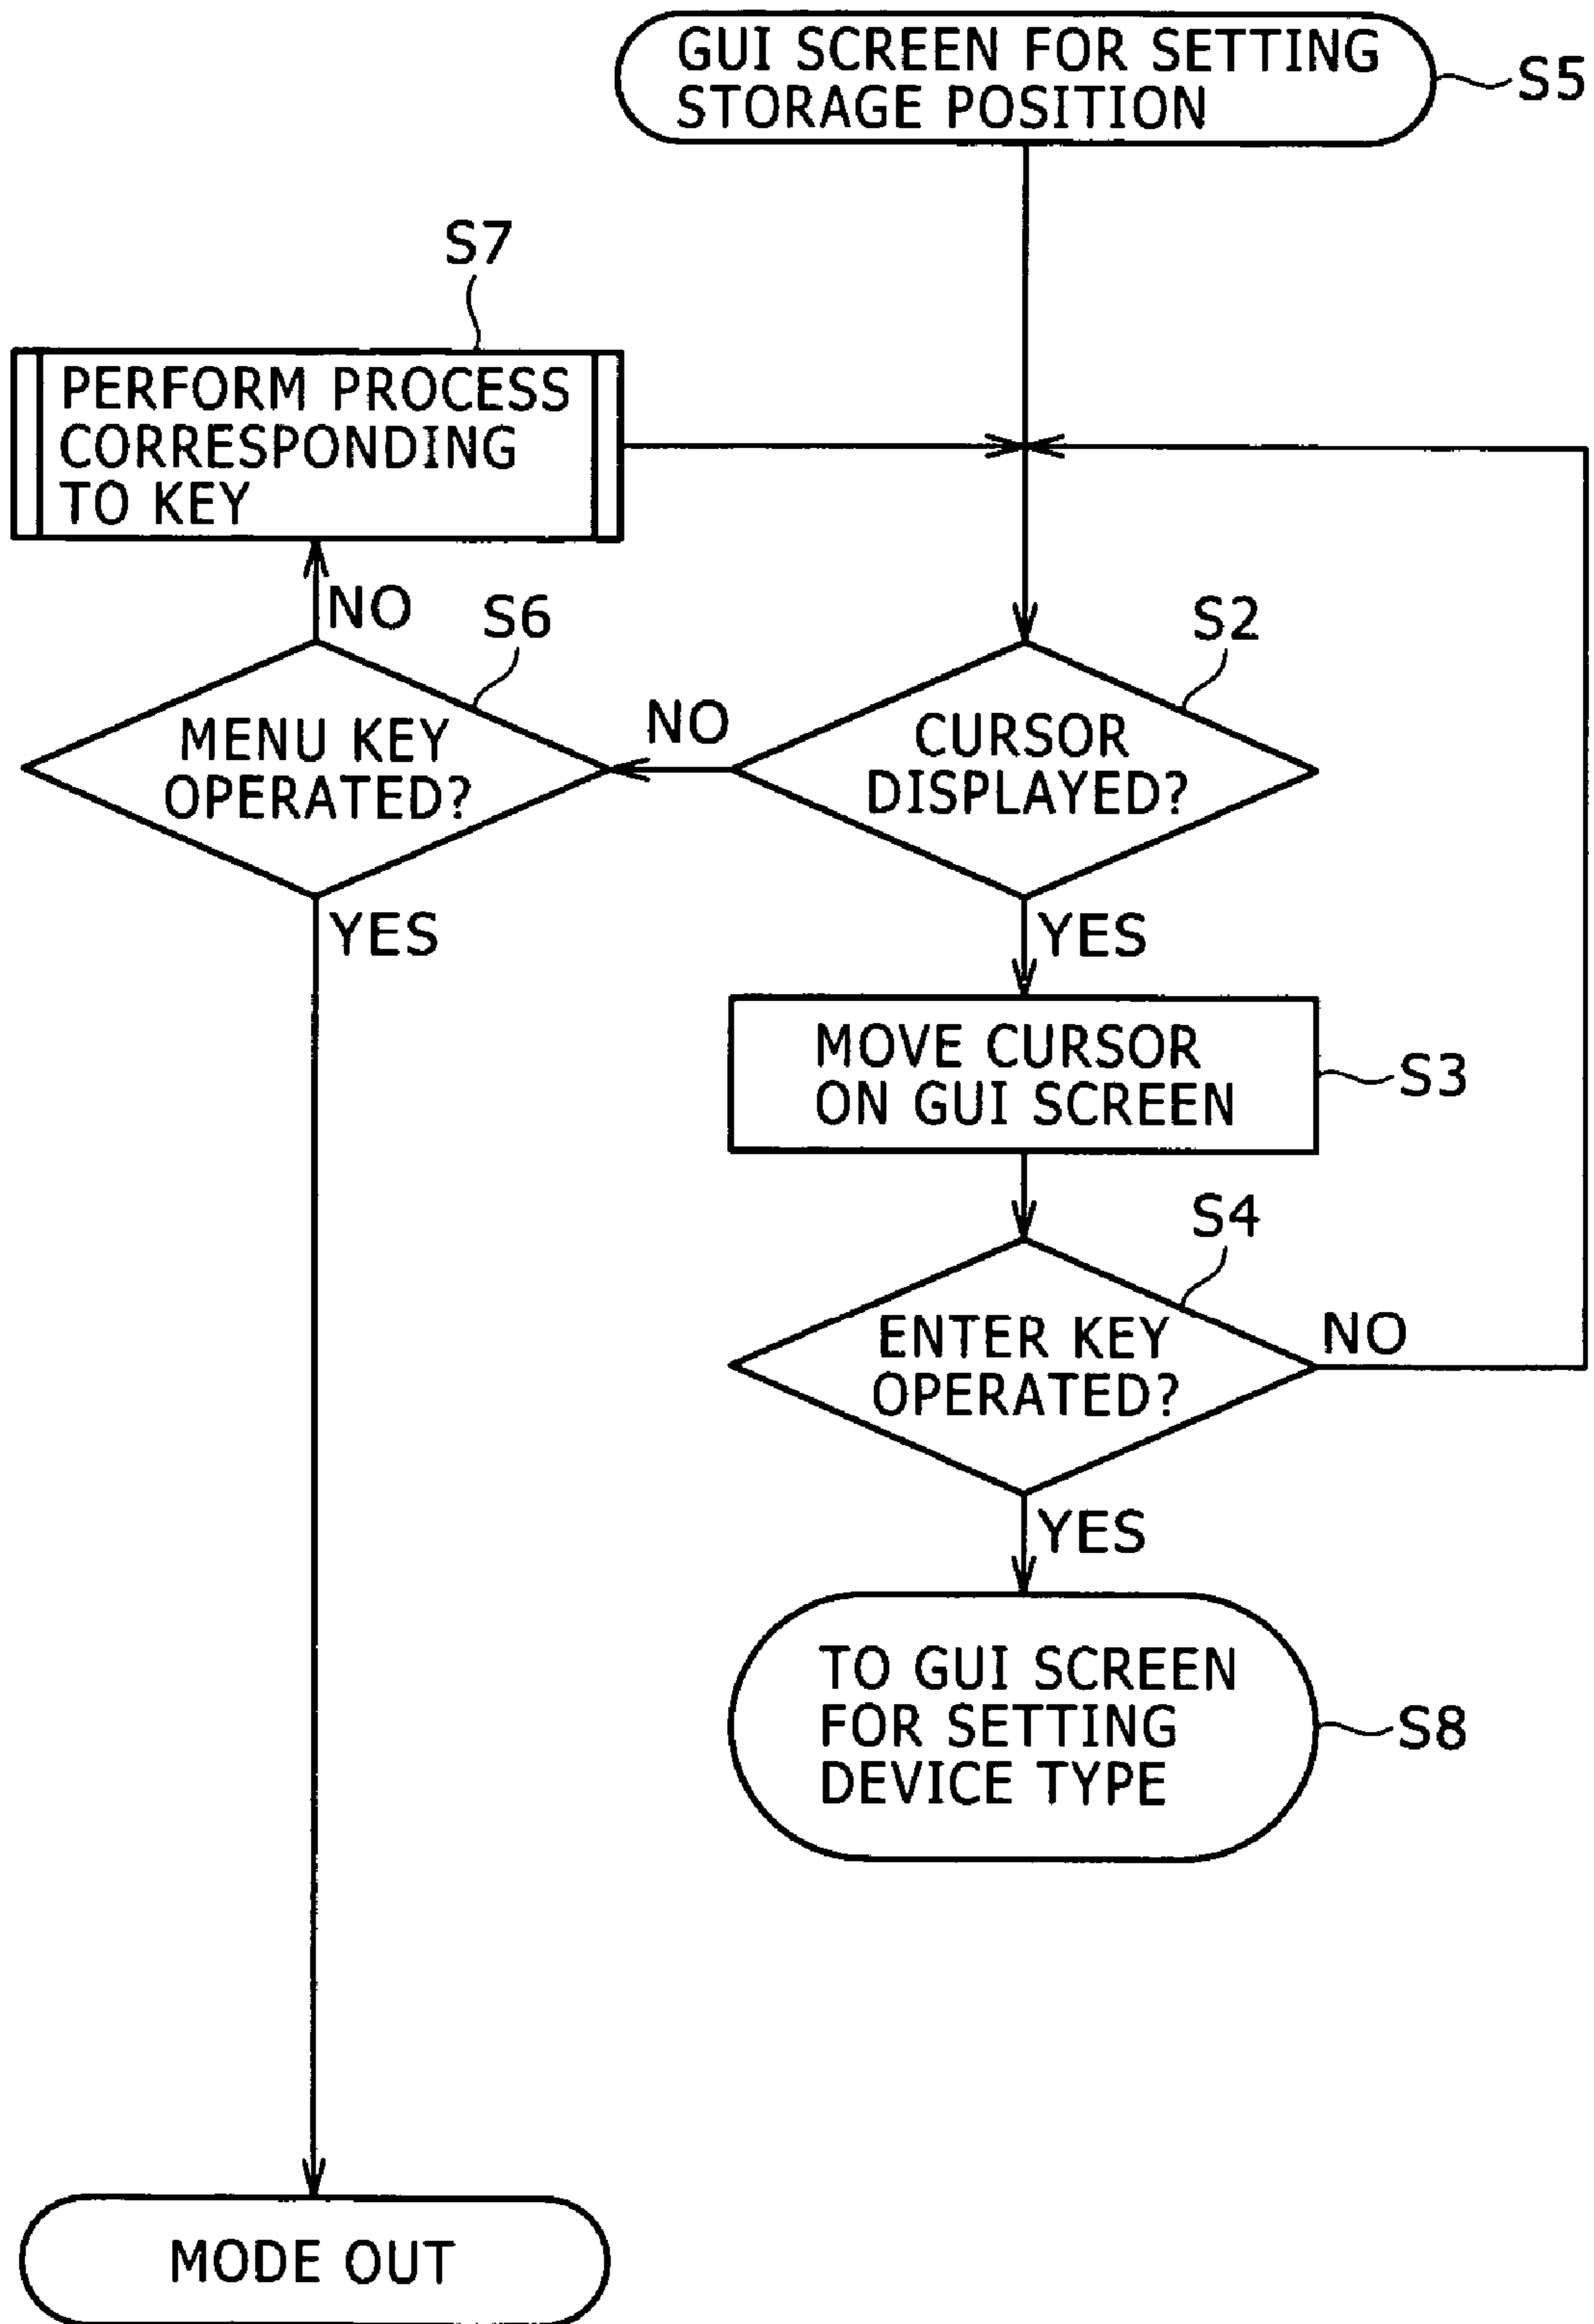 GUI SCREEN FOR SETTING
STORAGE POSITION
S5
S7
PERFORM PROCESS
CORRESPONDING
TO KEY
NO
S6
S2
MENU KEY
OPERATED?
NO
CURSOR
DISPLAYED?
YES
YES
MOVE CURSOR
ON GUI SCREEN
S3
S4
ENTER KEY
OPERATED?
NO
YES
TO GUI SCREEN
FOR SETTING
DEVICE TYPE
S8
MODE OUT